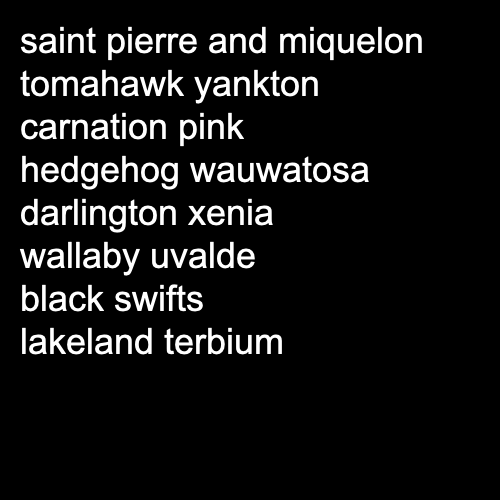 saint pierre and miquelon
tomahawk yankton
carnation pink
hedgehog wauwatosa
darlington xenia
wallaby uvalde
black swifts
lakeland terbium